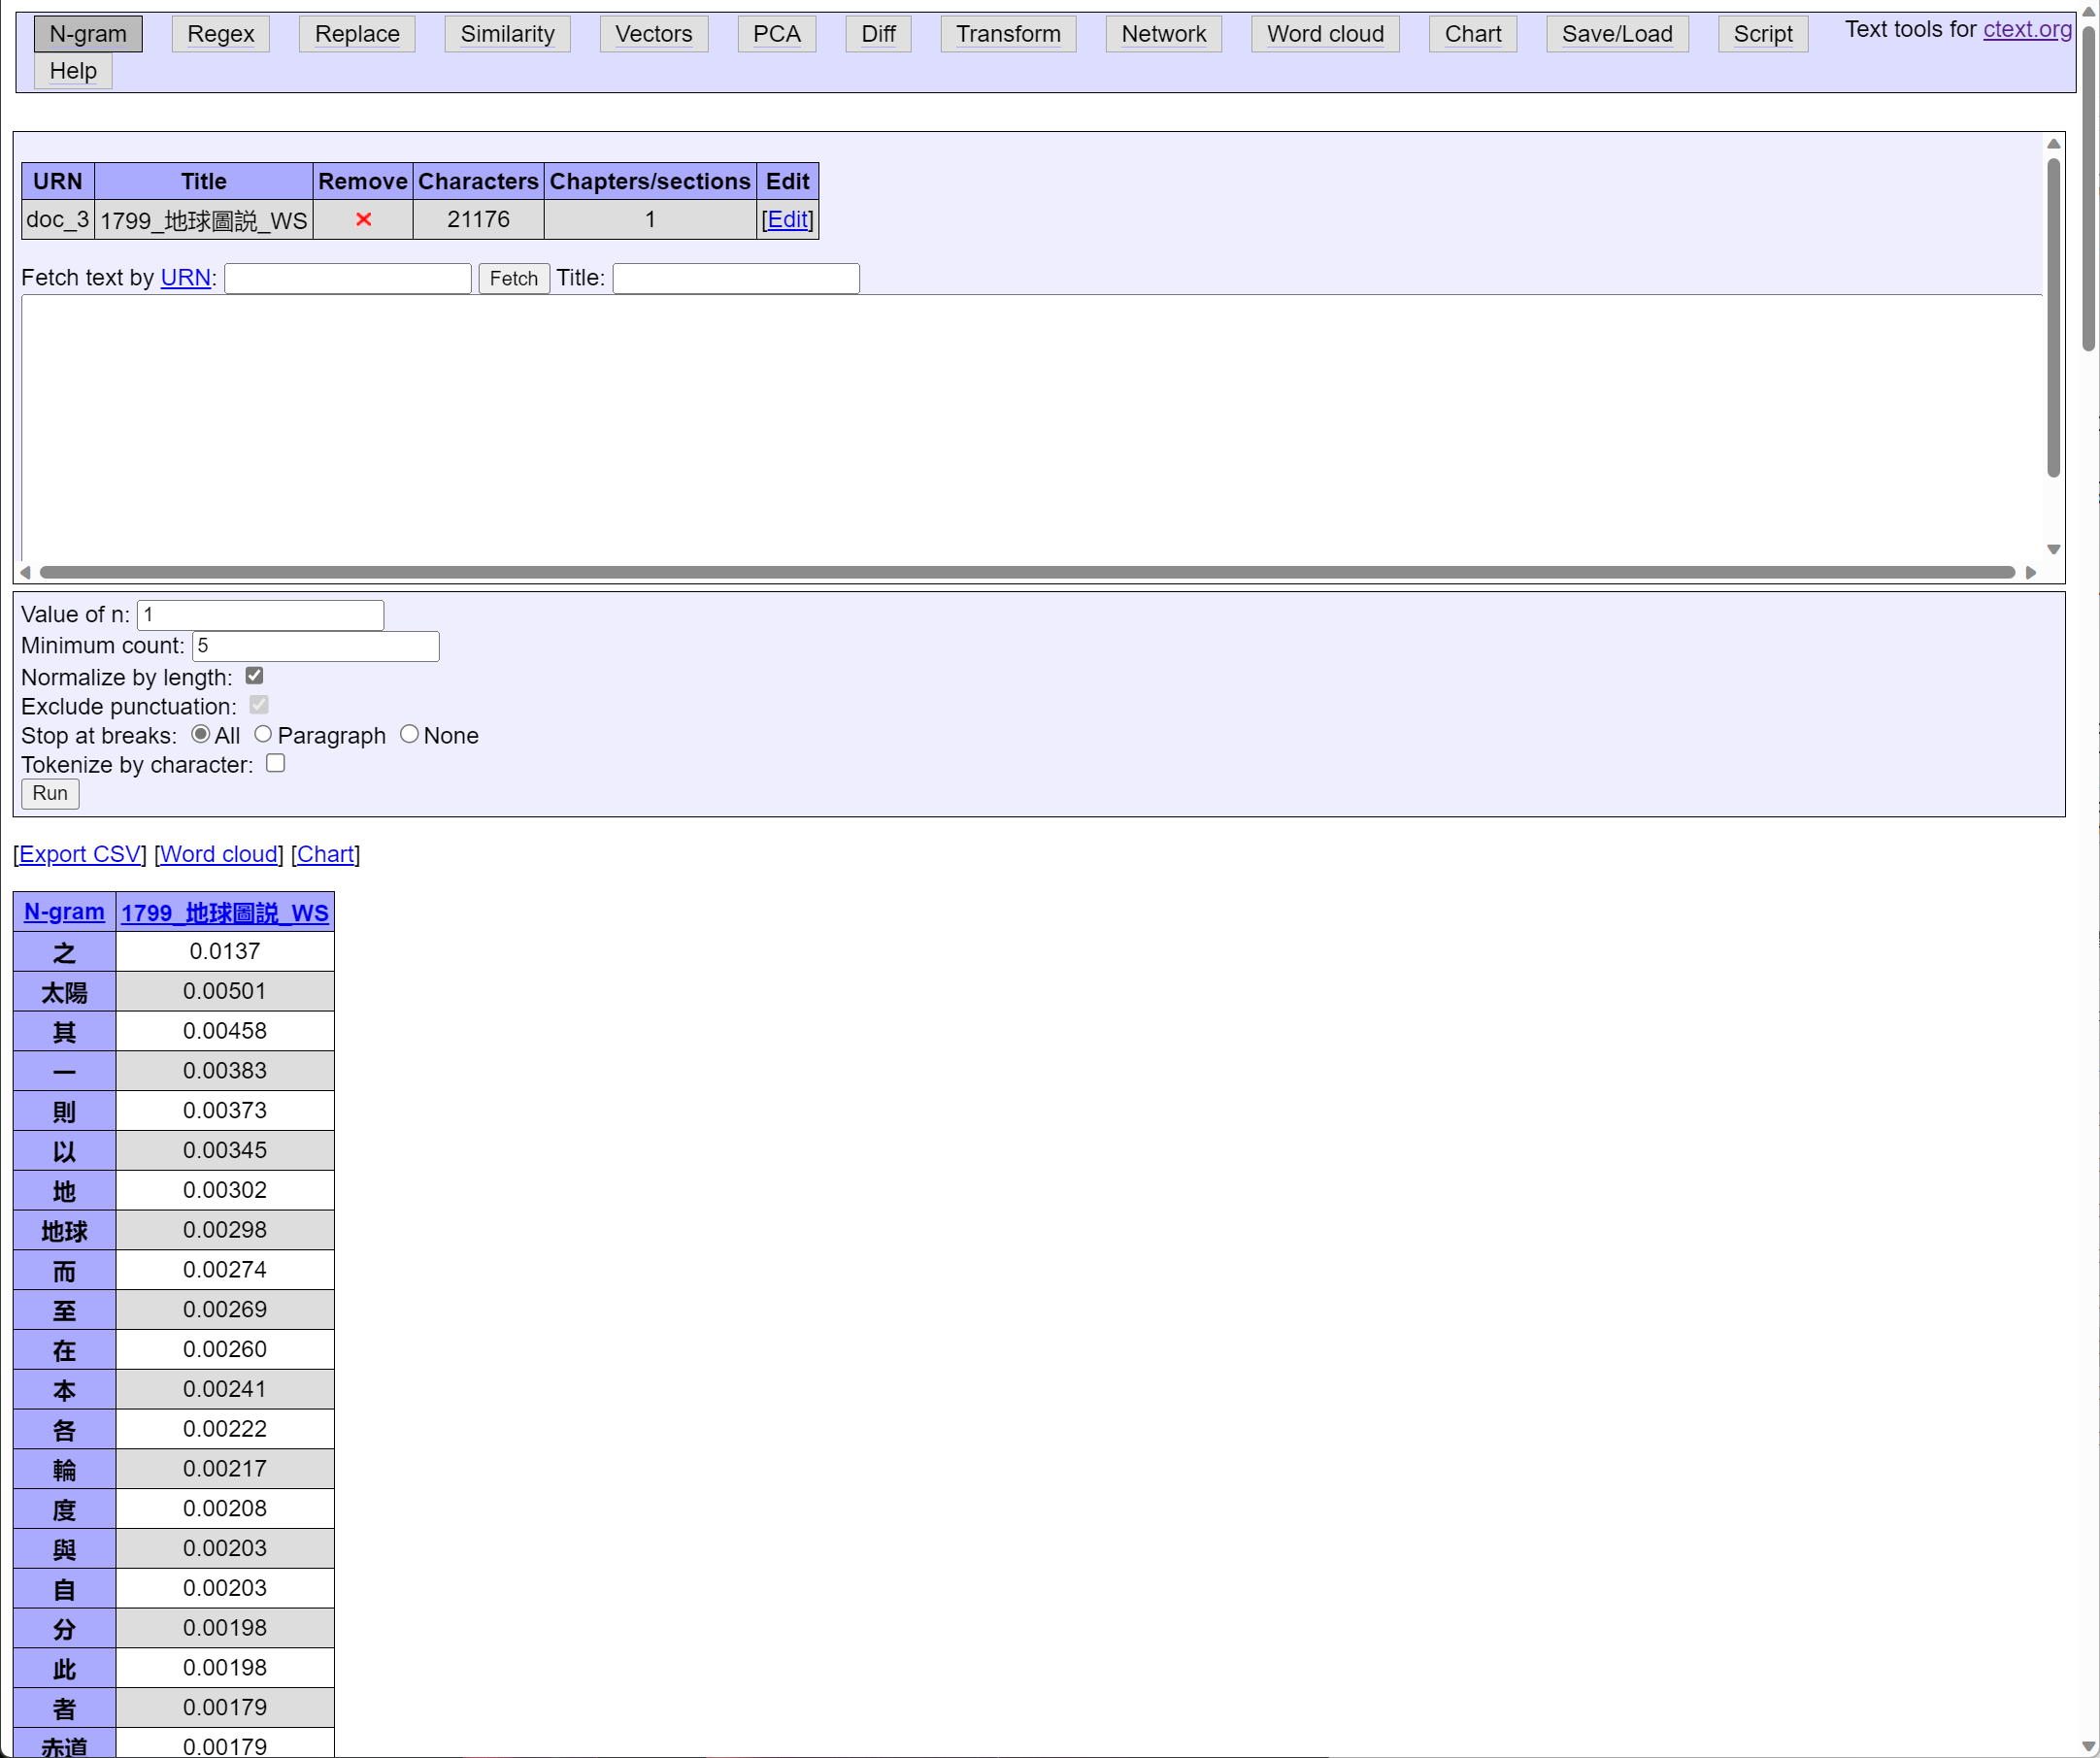 N-gram Regex Replace Similarity Vectors PCA Diff Transform Network Word cloud Chart Save/Load Script Text tools for ctext.org
Help
URN Title Remove Characters Chapters/sections Edit
doc_3 1799_地球圖説_WS 21176 1 [Edit]
Fetch text by URN: Fetch Title:
Value of n: 1
Minimum count: 5
Normalize by length:
Exclude punctuation:
Stop at breaks: All Paragraph None
Tokenize by character:
Run
[Export CSV] [Word cloud] [Chart]
N-gram 1799_地球圖説_WS
之 0.0137
太陽 0.00501
其 0.00458
一 0.00383
則 0.00373
以 0.00345
地 0.00302
地球 0.00298
而 0.00274
至 0.00269
在 0.00260
本 0.00241
各 0.00222
輪 0.00217
度 0.00208
與 0.00203
自 0.00203
分 0.00198
此 0.00198
者 0.00179
赤道 0.00179